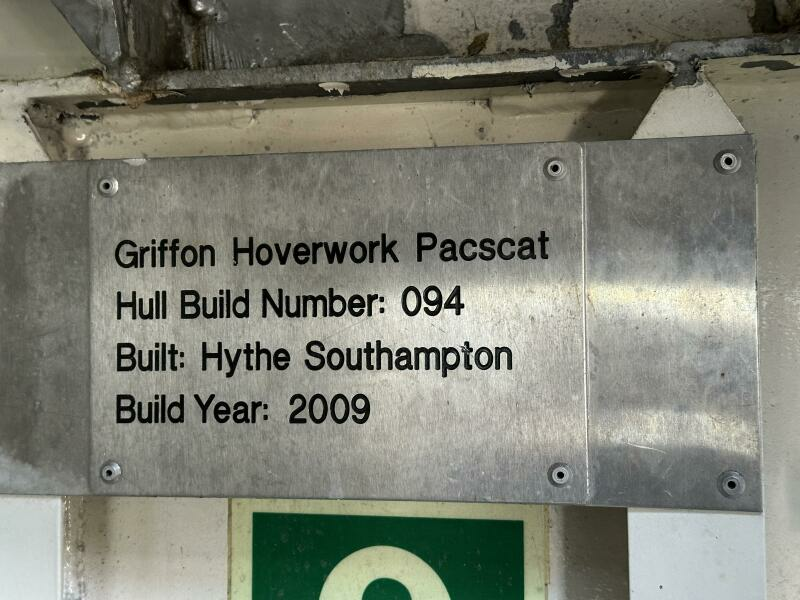 Griffon Hoverwork Pacscat
Hull Build Number: 094
Built: Hythe Southampton
Build Year: 2009